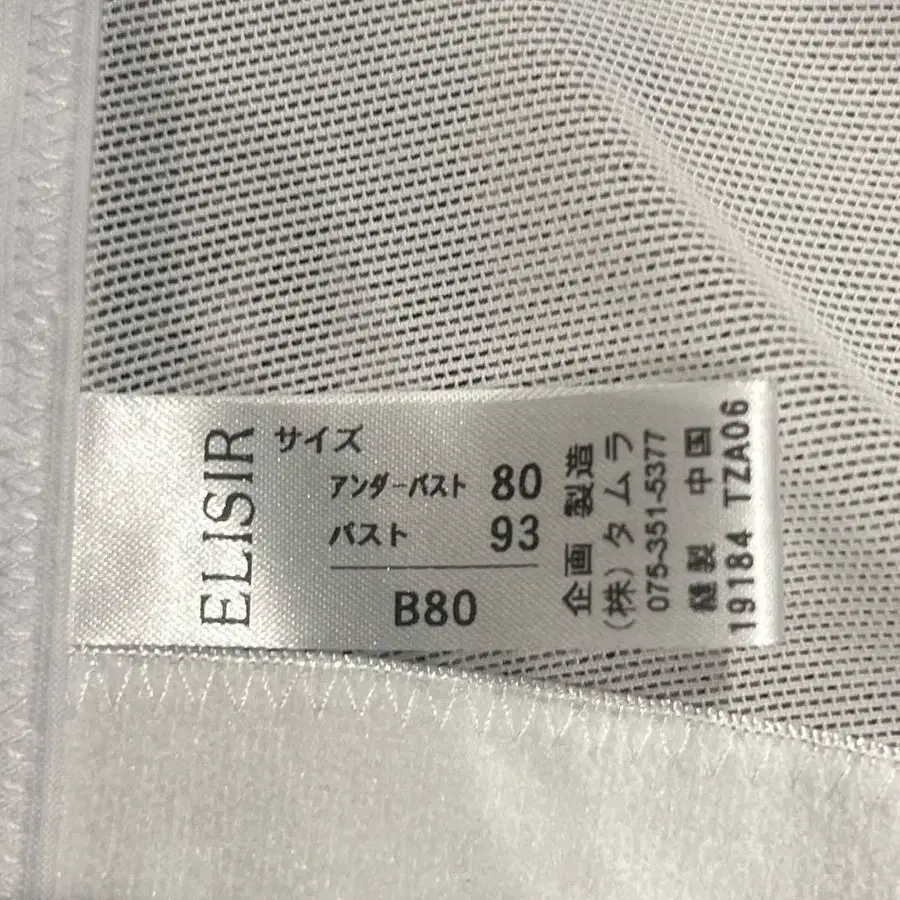 ELISIR
サイズ
アンダーバスト 80
バスト 93
B80
企画 製造
(株)タムラ
075-351-5377
縫製 中国
19184 TZA06